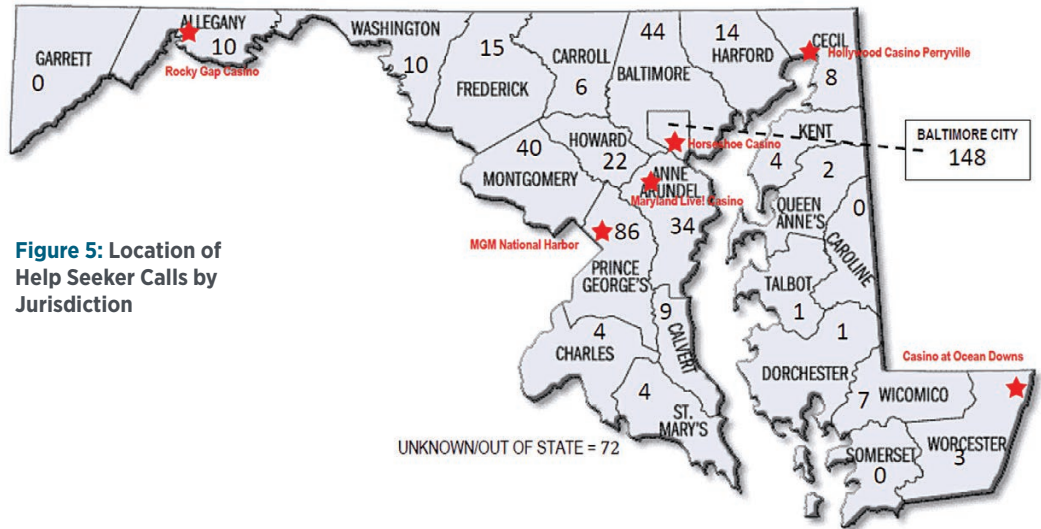 ALLEGANY
10
Rocky Gap Casino
GARRETT
0
WASHINGTON
10
15
FREDERICK
CARROLL
6
44
BALTIMORE
14
HARFORD
CECIL
Hollywood Casino Perryville
8
KENT
4
2
QUEEN
ANNE'S
0
CAROLINE
BALTIMORE CITY
148
Horseshoe Casino
HOWARD
22
40
MONTGOMERY
ANNE
ARUNDEL
Maryland Live! Casino
34
MGM National Harbor
86
PRINCE
GEORGE'S
Figure 5: Location of
Help Seeker Calls by
Jurisdiction
9
CALVERT
4
CHARLES
4
ST.
MARY'S
TALBOT
1
1
DORCHESTER
Casino at Ocean Downs
7
WICOMICO
WORCESTER
3
SOMERSET
0
UNKNOWN/OUT OF STATE = 72